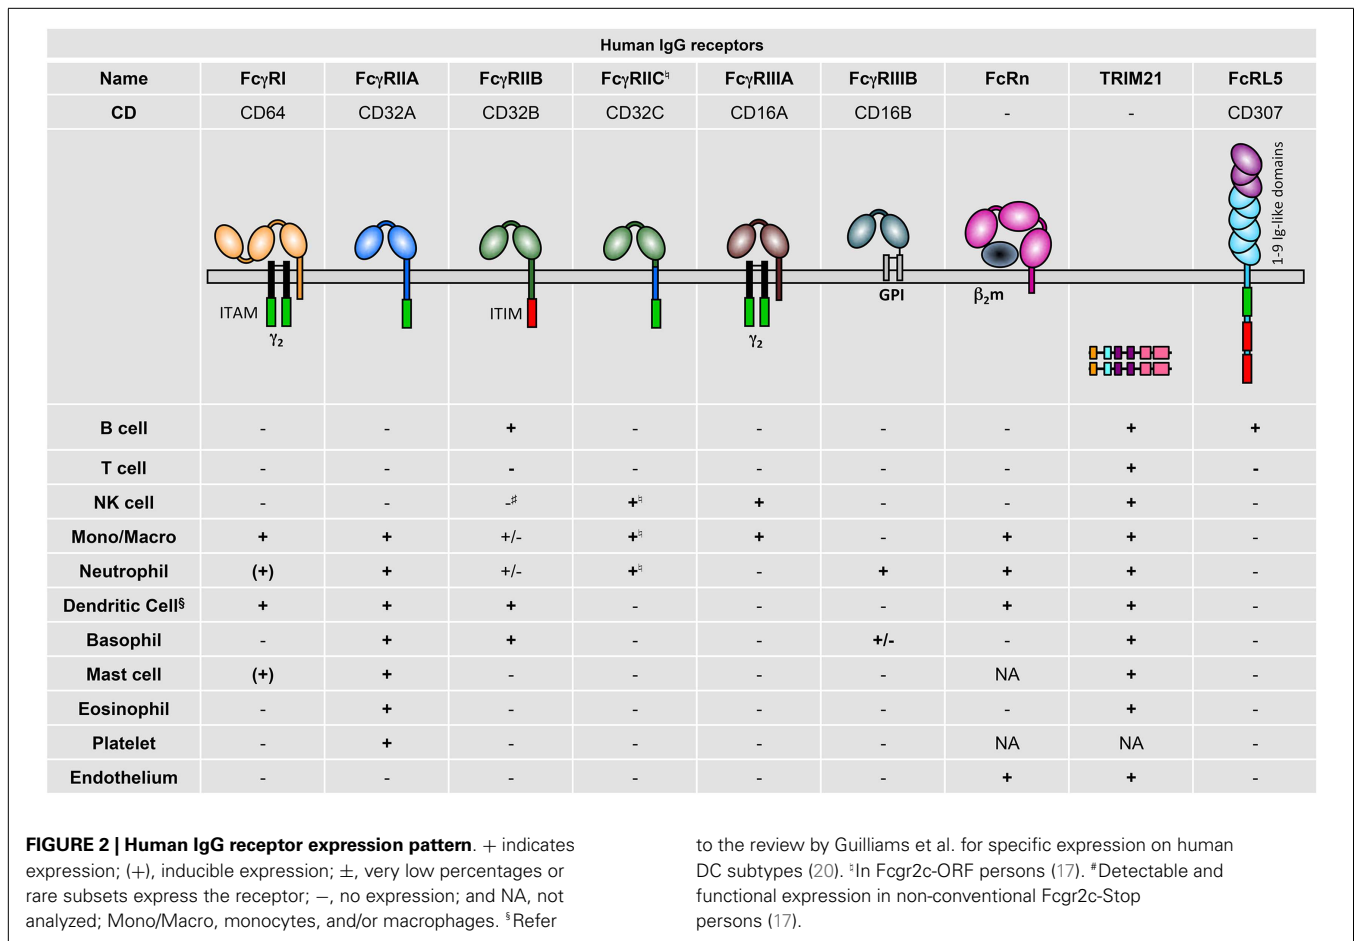 Human IgG receptors
Name FcγRI FcγRIIA FcγRIIB FcγRIIC♮ FcγRIIIA FcγRIIIB FcRn TRIM21 FcRL5
CD CD64 CD32A CD32B CD32C CD16A CD16B - - CD307
1-9 Ig-like domains
ITAM ITIM GPI β2m
γ2 γ2
B cell - - + - - - - + +
T cell - - - - - - - + -
NK cell - - -♯ +♮ + - - + -
Mono/Macro + + +/- +♮ + - + + -
Neutrophil (+) + +/- +♮ - + + + -
Dendritic Cell§ + + + - - - + + -
Basophil - + + - - +/- - + -
Mast cell (+) + - - - - NA + -
Eosinophil - + - - - - - + -
Platelet - + - - - - NA NA -
Endothelium - - - - - - + + -
FIGURE 2 | Human IgG receptor expression pattern. + indicates
expression; (+), inducible expression; ±, very low percentages or
rare subsets express the receptor; −, no expression; and NA, not
analyzed; Mono/Macro, monocytes, and/or macrophages. §Refer
to the review by Guilliams et al. for specific expression on human
DC subtypes (20). ♮In Fcgr2c-ORF persons (17). #Detectable and
functional expression in non-conventional Fcgr2c-Stop
persons (17).